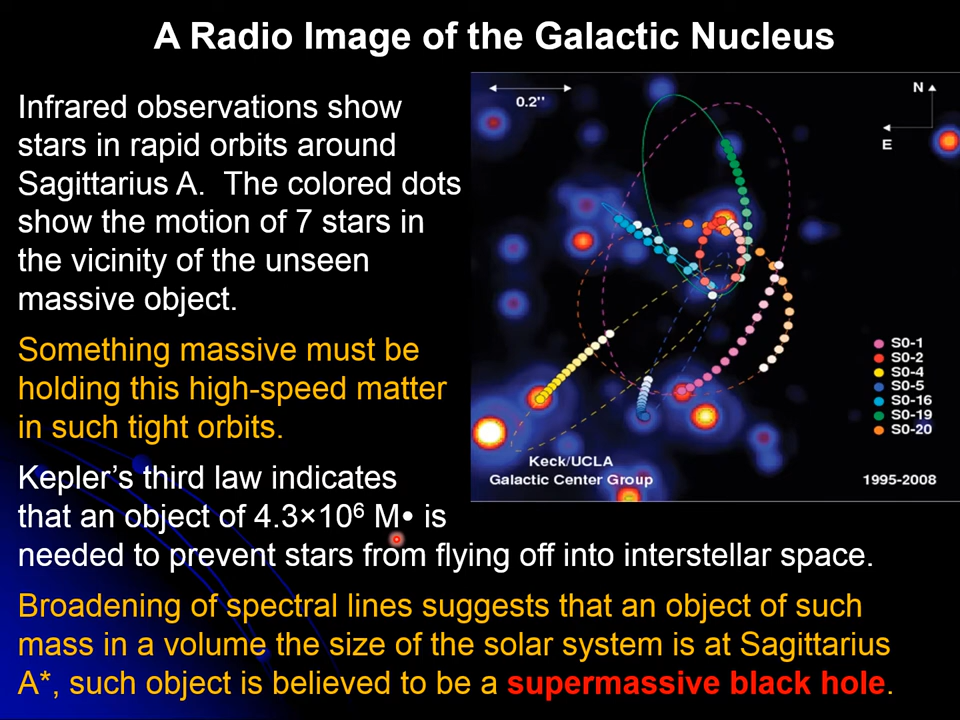 A Radio Image of the Galactic Nucleus
Infrared observations show
stars in rapid orbits around
Sagittarius A.  The colored dots
show the motion of 7 stars in
the vicinity of the unseen
massive object.
Something massive must be
holding this high-speed matter
in such tight orbits.
Kepler’s third law indicates
that an object of 4.3×10⁶ M• is
needed to prevent stars from flying off into interstellar space.
Broadening of spectral lines suggests that an object of such
mass in a volume the size of the solar system is at Sagittarius
A*, such object is believed to be a supermassive black hole.
0.2"
N
E
S0-1
S0-2
S0-4
S0-5
S0-16
S0-19
S0-20
Keck/UCLA
Galactic Center Group
1995-2008